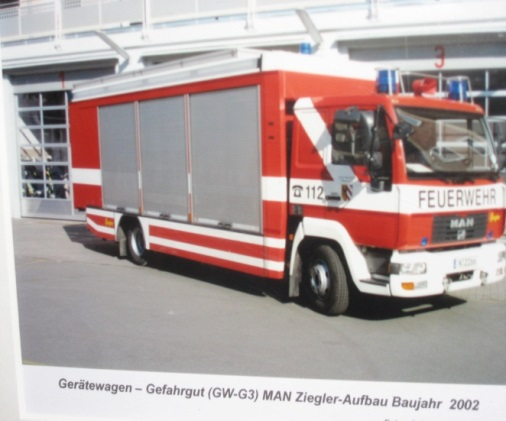 3
112
FEUERWEHR
MAN
Gerätewagen – Gefahrgut (GW-G3) MAN Ziegler-Aufbau Baujahr 2002